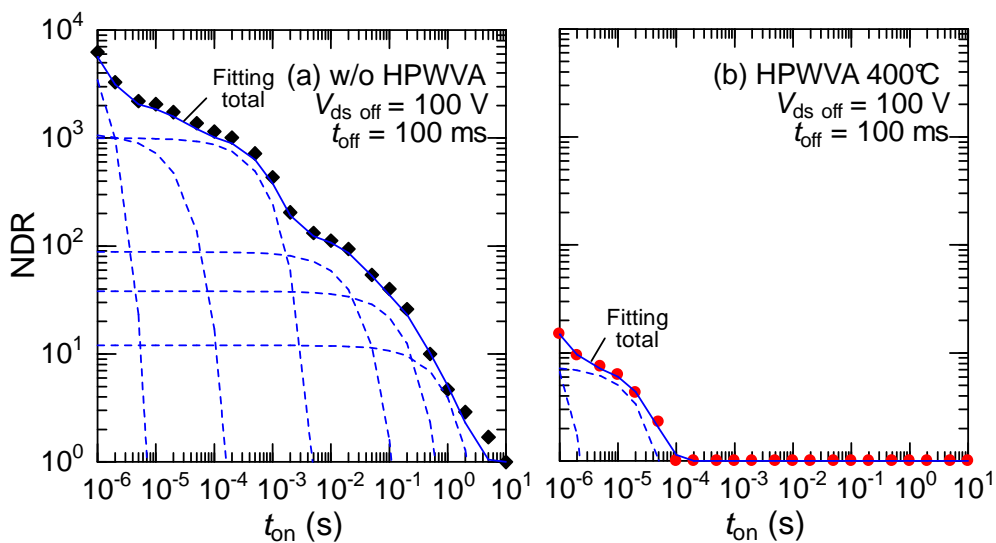 10^4
10^3
10^2
10^1
10^0
NDR
(a) w/o HPWVA
V_ds off = 100 V
t_off = 100 ms
Fitting
total
10^-6 10^-5 10^-4 10^-3 10^-2 10^-1 10^0 10^1
t_on (s)
(b) HPWVA 400℃
V_ds off = 100 V
t_off = 100 ms
Fitting
total
10^-6 10^-5 10^-4 10^-3 10^-2 10^-1 10^0 10^1
t_on (s)